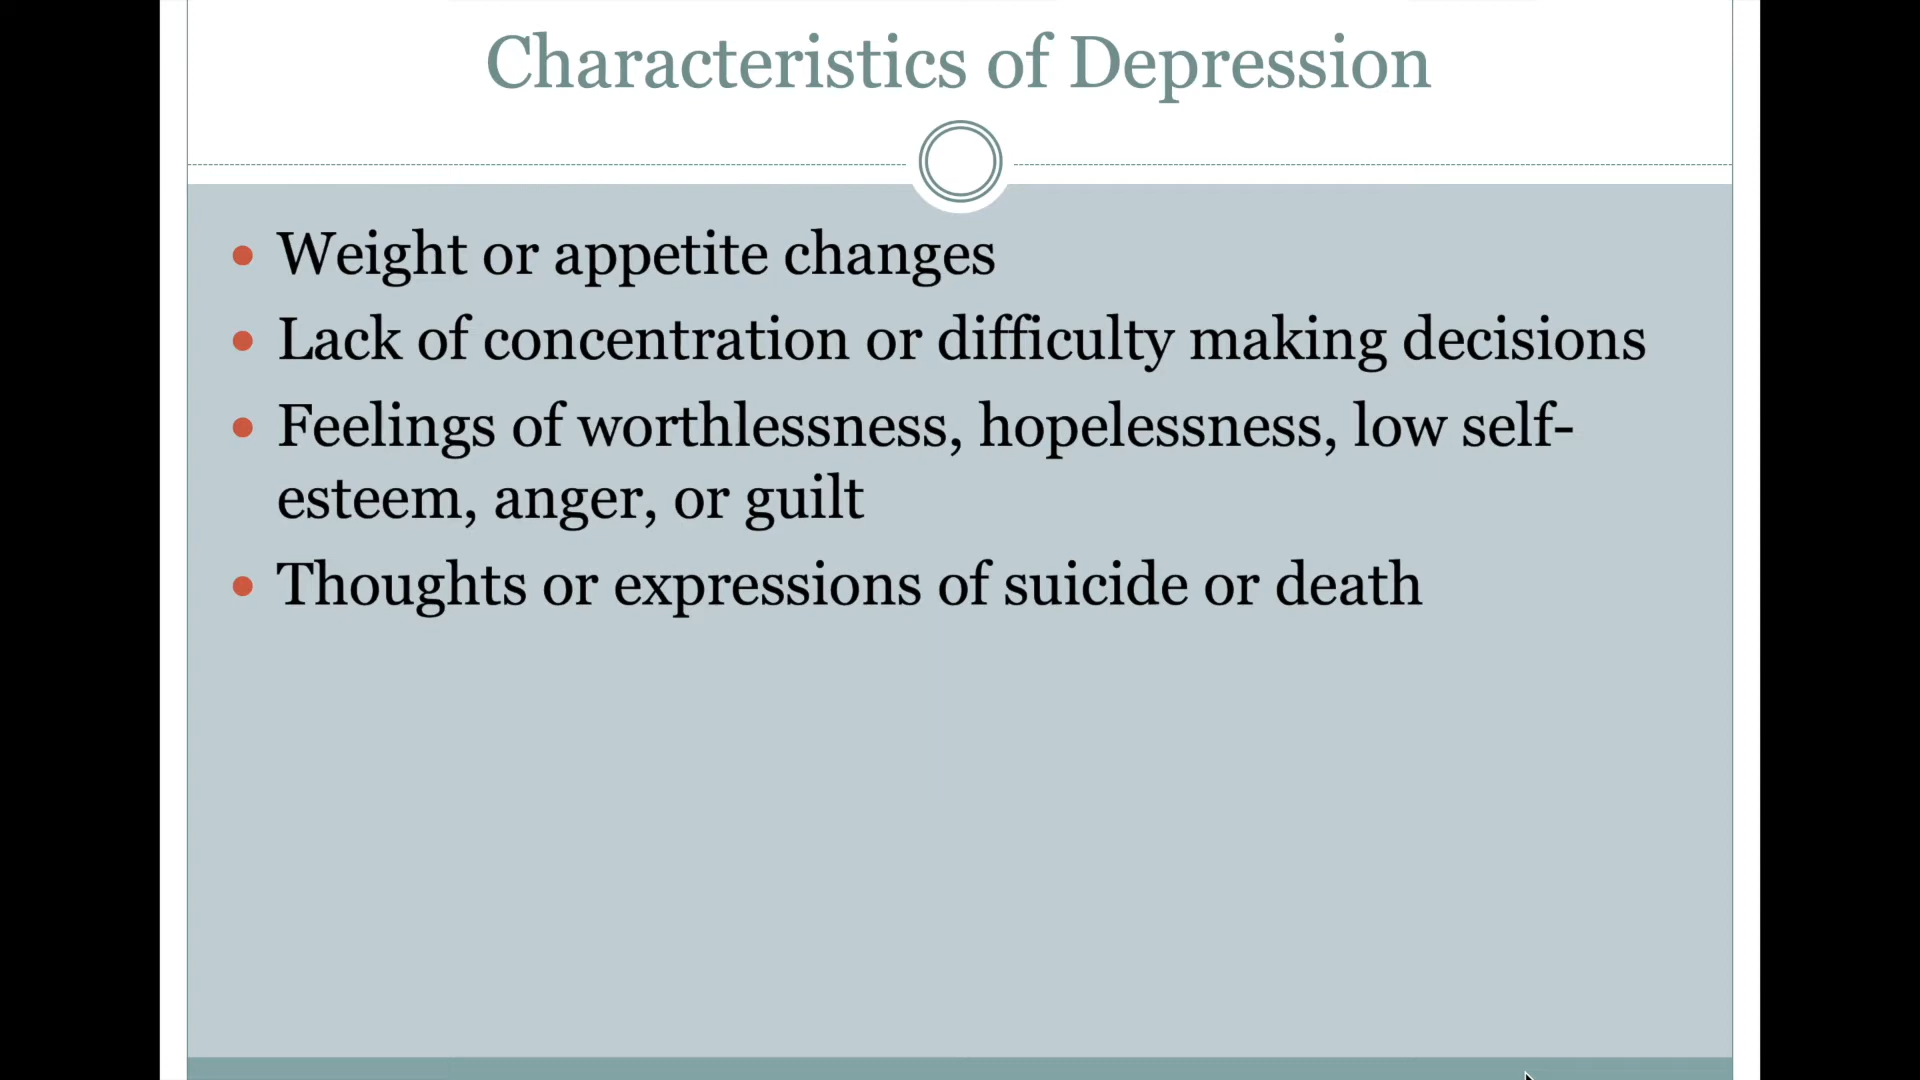 Characteristics of Depression
• Weight or appetite changes
• Lack of concentration or difficulty making decisions
• Feelings of worthlessness, hopelessness, low self-
esteem, anger, or guilt
• Thoughts or expressions of suicide or death